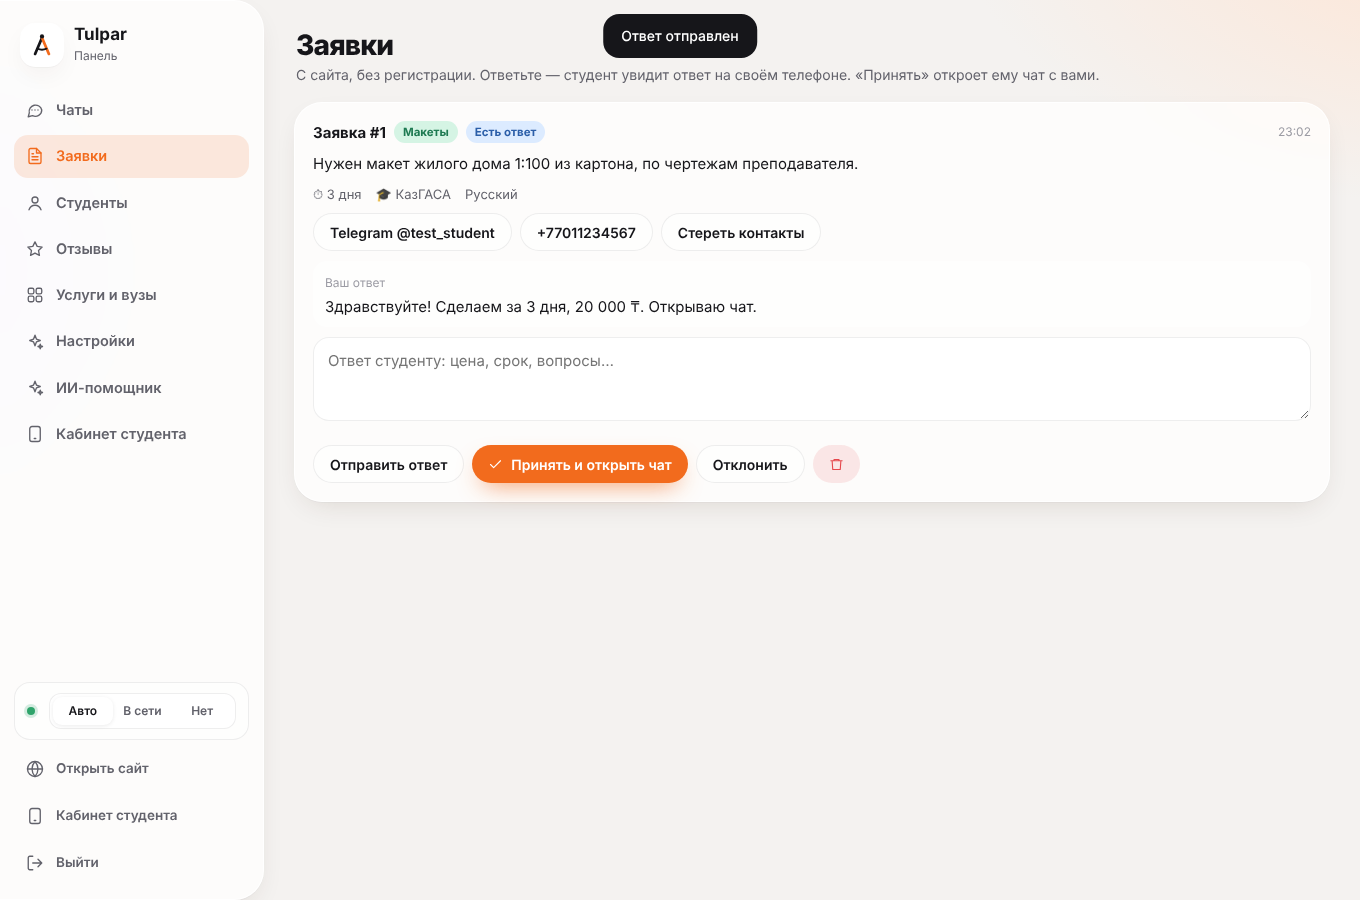 Tulpar
Панель
Чаты
Заявки
Студенты
Отзывы
Услуги и вузы
Настройки
ИИ-помощник
Кабинет студента
Авто В сети Нет
Открыть сайт
Кабинет студента
Выйти
Ответ отправлен
Заявки
С сайта, без регистрации. Ответьте — студент увидит ответ на своём телефоне. «Принять» откроет ему чат с вами.
Заявка #1 Макеты Есть ответ 23:02
Нужен макет жилого дома 1:100 из картона, по чертежам преподавателя.
⏱ 3 дня 🎓 КазГАСА Русский
Telegram @test_student +77011234567 Стереть контакты
Ваш ответ
Здравствуйте! Сделаем за 3 дня, 20 000 ₸. Открываю чат.
Ответ студенту: цена, срок, вопросы...
Отправить ответ Принять и открыть чат Отклонить